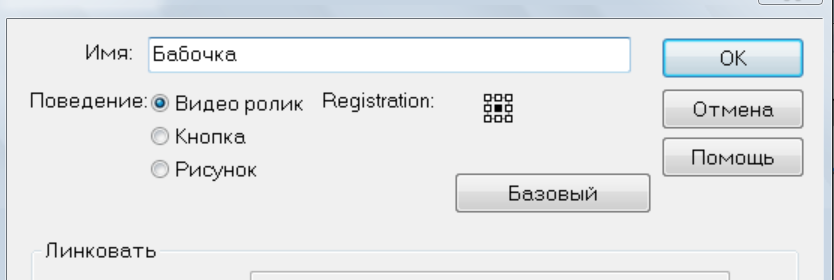 Имя: Бабочка
OK
Поведение: Видео ролик Registration:
Отмена
Кнопка
Помощь
Рисунок
Базовый
Линковать